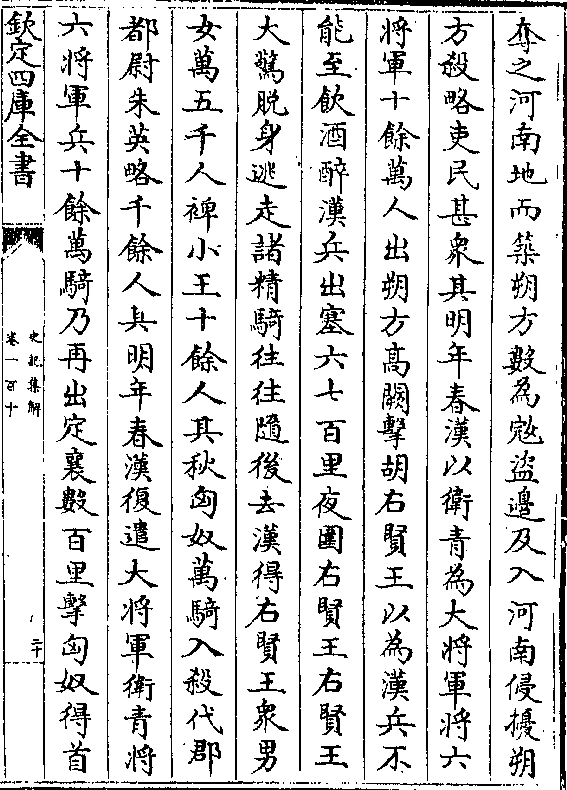 奪之河南地而築朔方數為寇盜邊及入河南侵擾朔
方殺略吏民甚衆其明年春漢以衛青為大將軍將六
將軍十餘萬人出朔方高闕擊胡右賢王以為漢兵不
能至飲酒醉漢兵出塞六七百里夜圍右賢王右賢王
大驚脫身逃走諸精騎往往隨後去漢得右賢王衆男
女萬五千人裨小王十餘人其秋匈奴萬騎入殺代郡
都尉朱英略千餘人其明年春漢復遣大將軍衛青將
六將軍兵十餘萬騎乃再出定襄數百里擊匈奴得首
欽定四庫全書
史記集解
卷一百十
二十